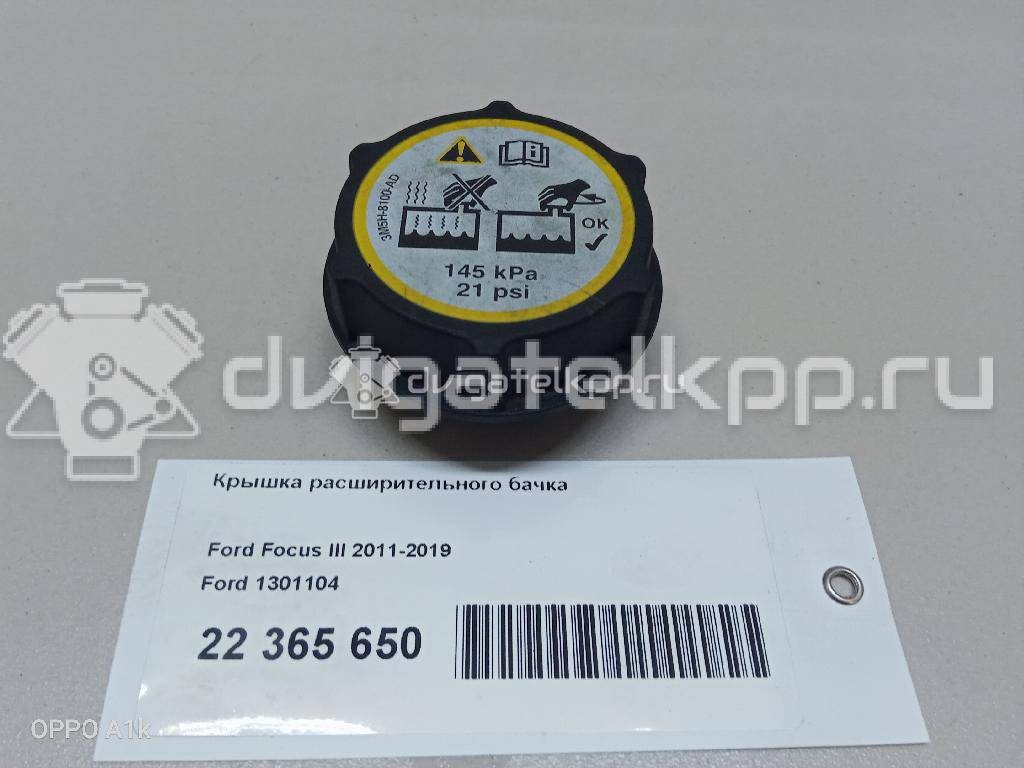 3M5H-8100-AD
OK
145 kPa
21 psi
dvigatelkpp.ru
dvigatelkpp.ru
Крышка расширительного бачка
Ford Focus III 2011-2019
Ford 1301104
22 365 650
OPPO A1k